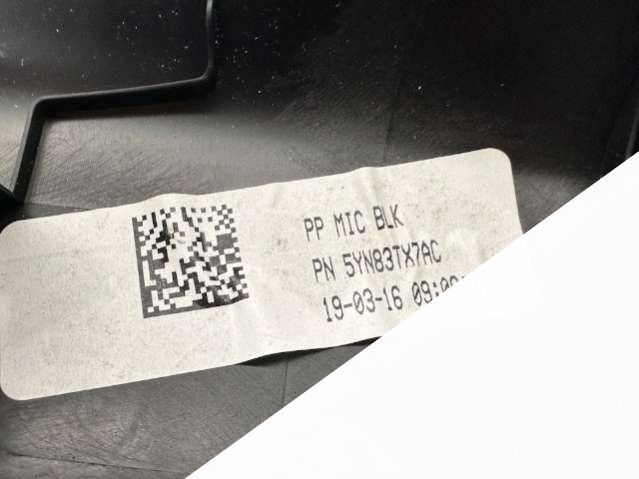 PP MIC BLK
PN 5YN83TX7AC
19-03-16